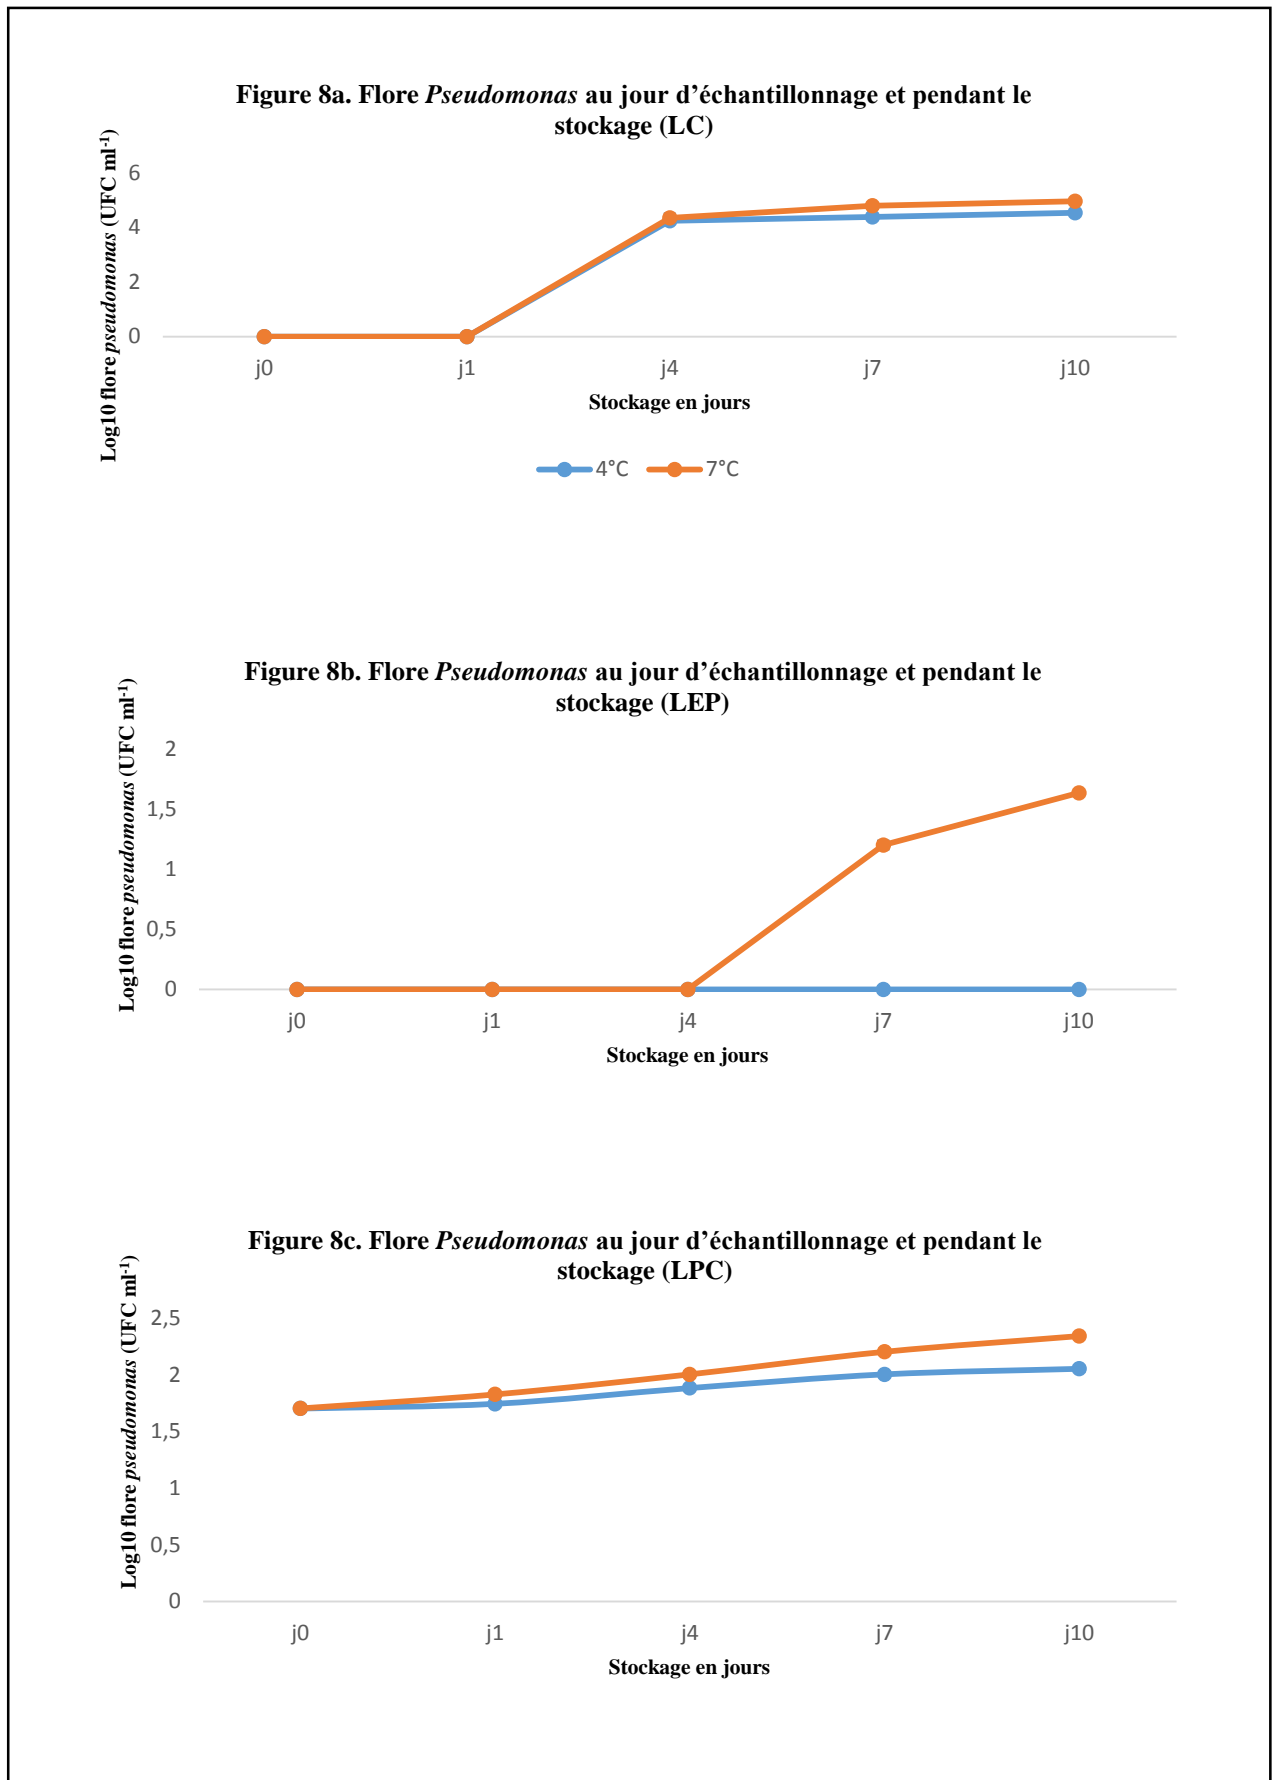 Figure 8a. Flore Pseudomonas au jour d’échantillonnage et pendant le
stockage (LC)
Log10 flore pseudomonas (UFC ml-1)
6
4
2
0
j0 j1 j4 j7 j10
Stockage en jours
4°C 7°C
Figure 8b. Flore Pseudomonas au jour d’échantillonnage et pendant le
stockage (LEP)
Log10 flore pseudomonas (UFC ml-1)
2
1,5
1
0,5
0
j0 j1 j4 j7 j10
Stockage en jours
Figure 8c. Flore Pseudomonas au jour d’échantillonnage et pendant le
stockage (LPC)
Log10 flore pseudomonas (UFC ml-1)
2,5
2
1,5
1
0,5
0
j0 j1 j4 j7 j10
Stockage en jours